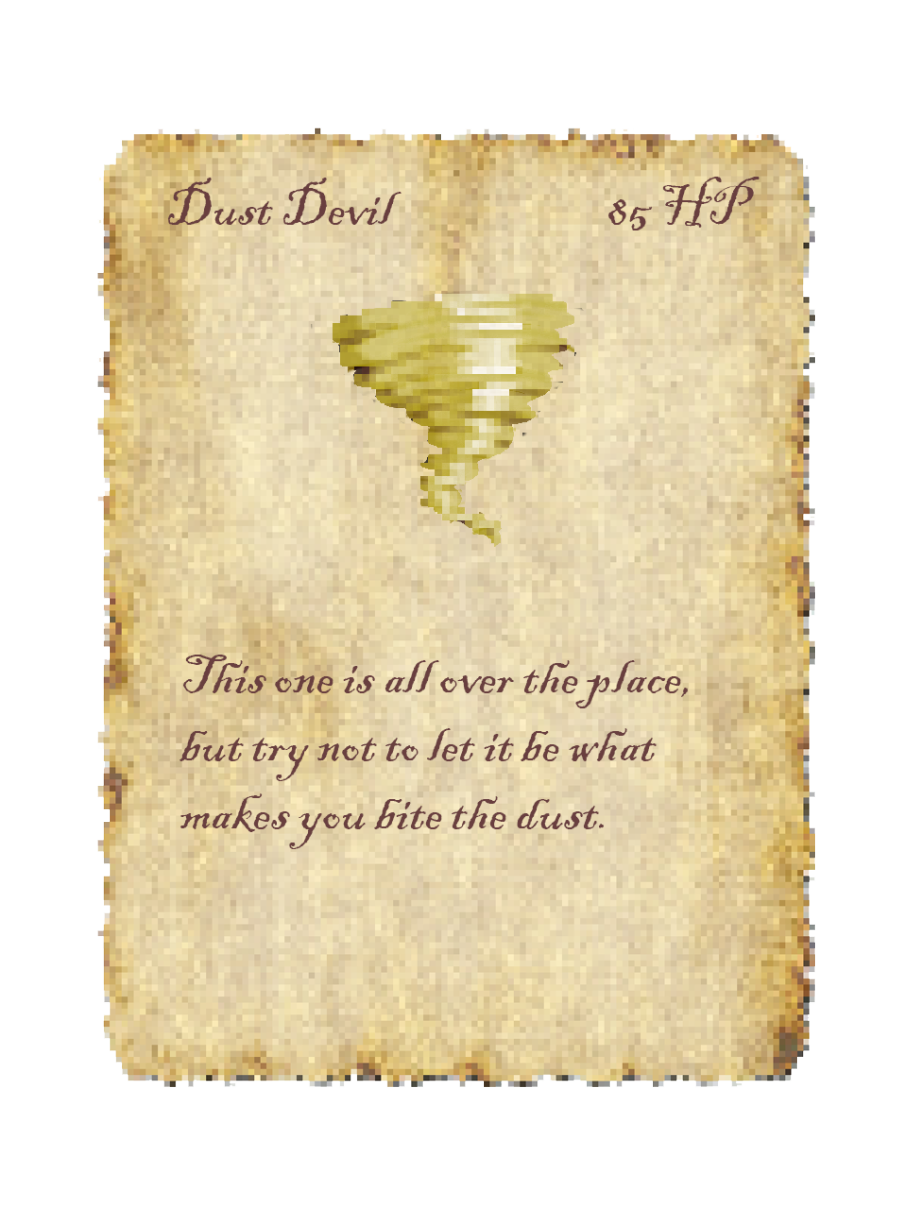 Dust Devil 85 HP
This one is all over the place,
but try not to let it be what
makes you bite the dust.